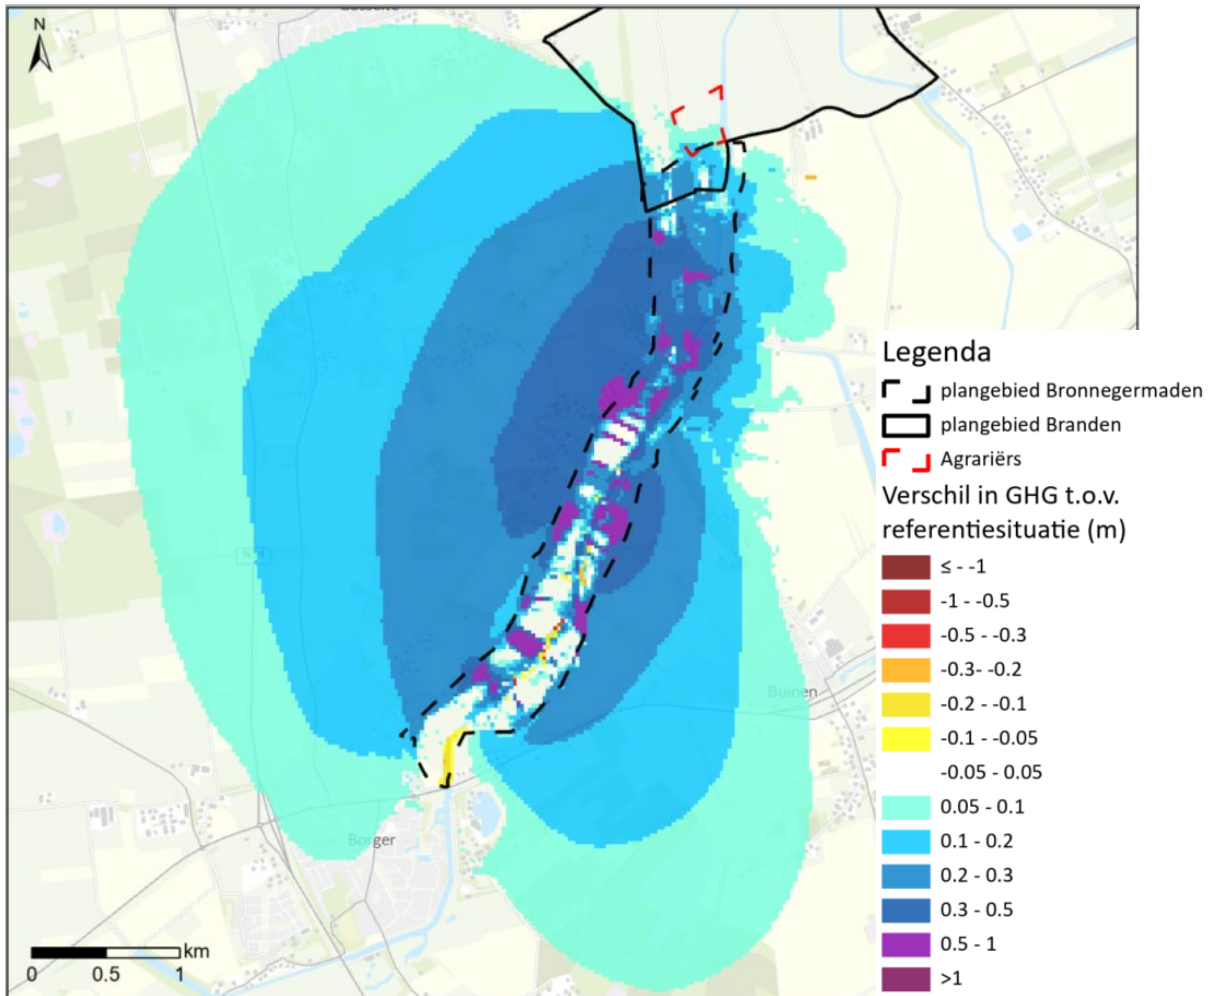 N
Borger
Buinen
km
0
0.5
1
Legenda
plangebied Bronnegermaden
plangebied Branden
Agrariërs
Verschil in GHG t.o.v.
referentiesituatie (m)
≤ - -1
-1 - -0.5
-0.5 - -0.3
-0.3- -0.2
-0.2 - -0.1
-0.1 - -0.05
-0.05 - 0.05
0.05 - 0.1
0.1 - 0.2
0.2 - 0.3
0.3 - 0.5
0.5 - 1
>1